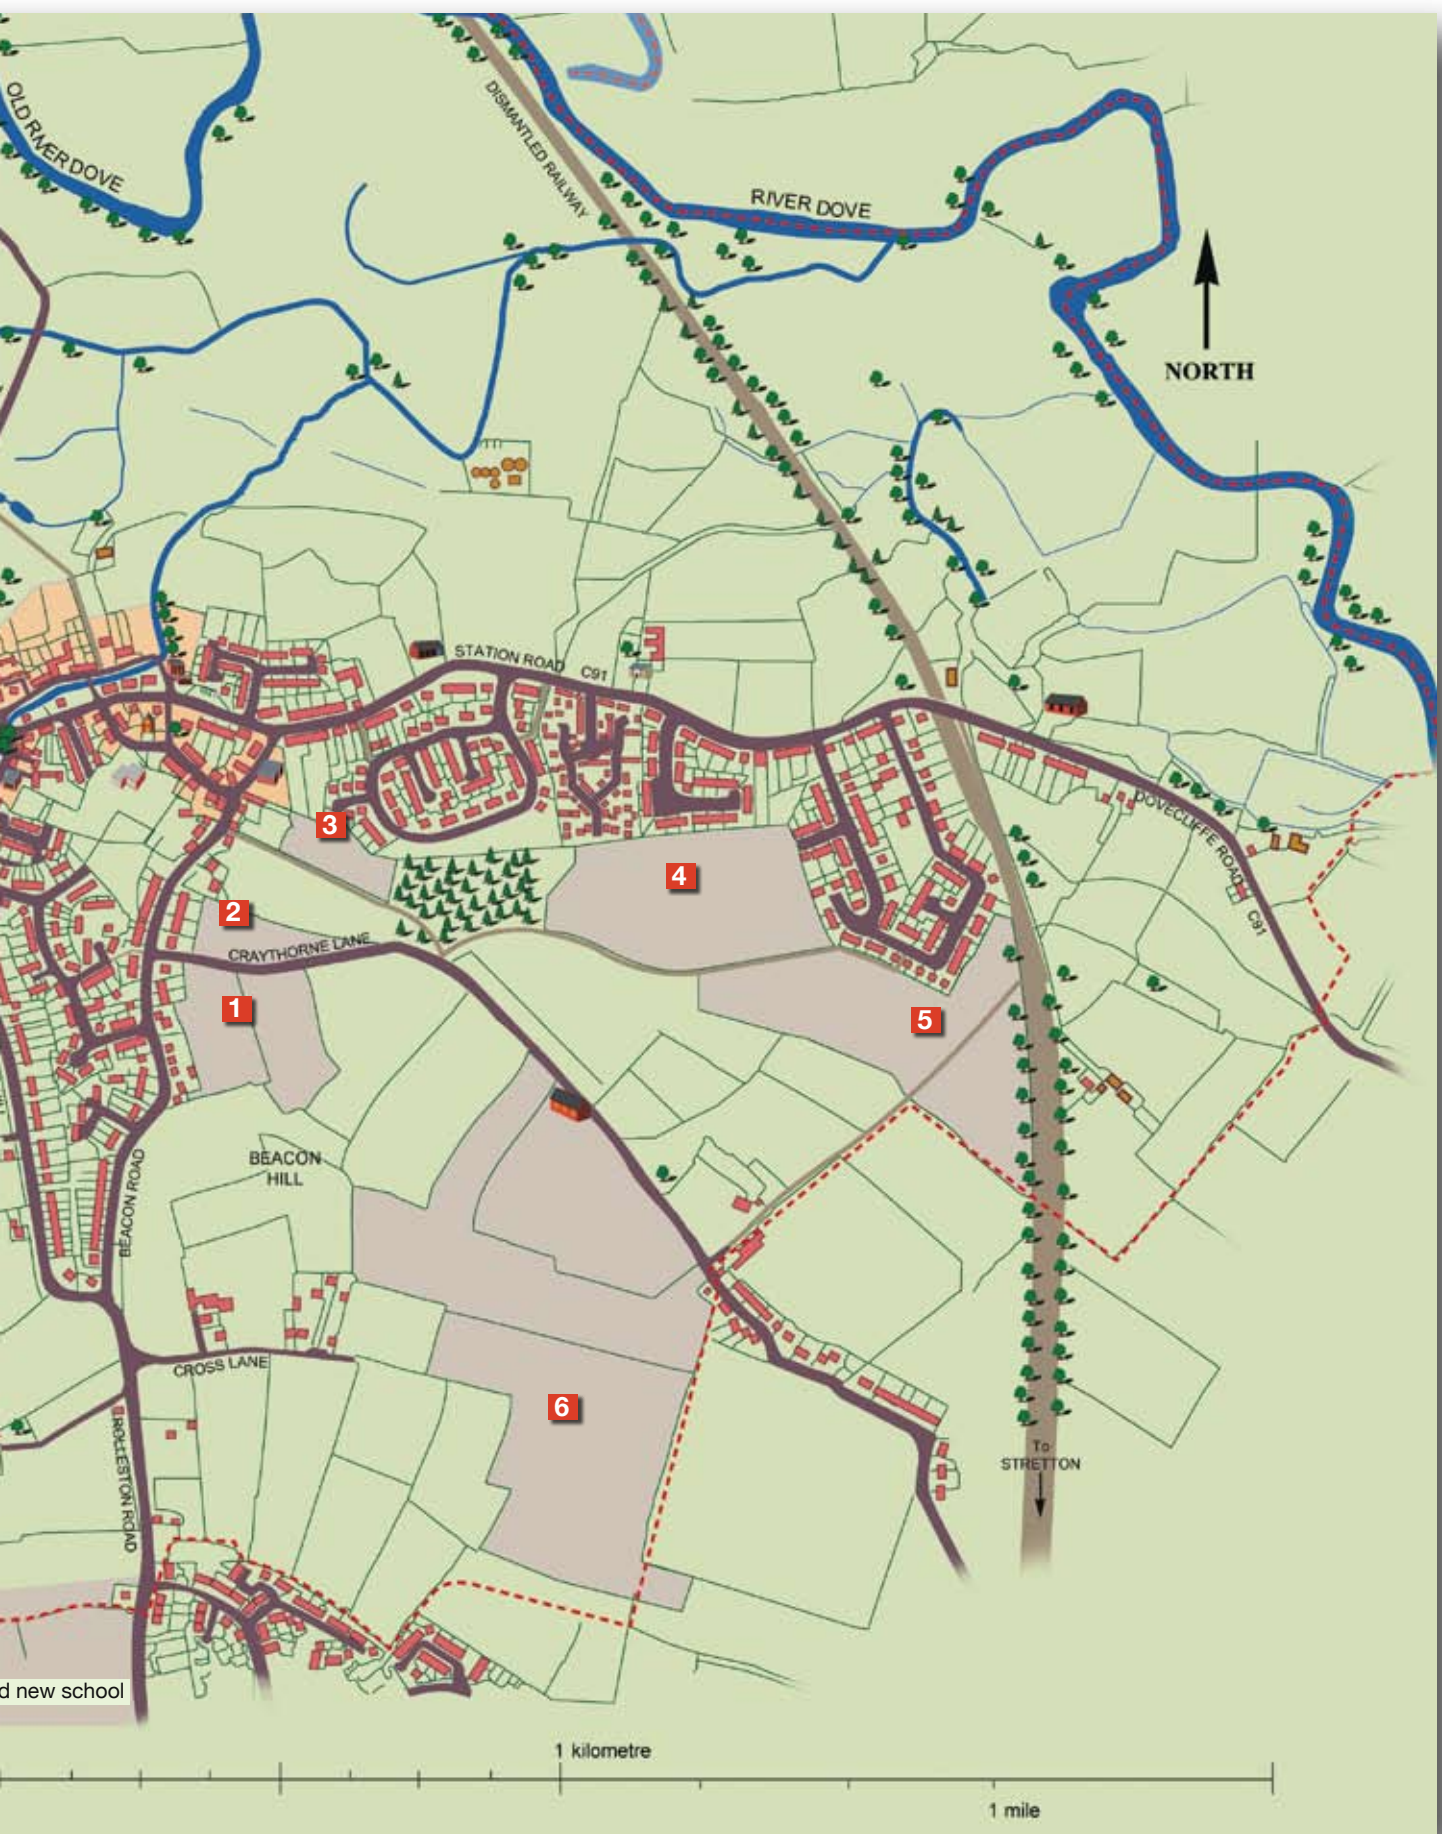 OLD RIVER DOVE
DISMANTLED RAILWAY
RIVER DOVE
NORTH
STATION ROAD C91
DOVECLIFFE ROAD C91
3
4
2
CRAYTHORNE LANE
1
5
BEACON
HILL
BEACON ROAD
CROSS LANE
6
ROLLESTON ROAD
To
STRETTON
d new school
1 kilometre
1 mile